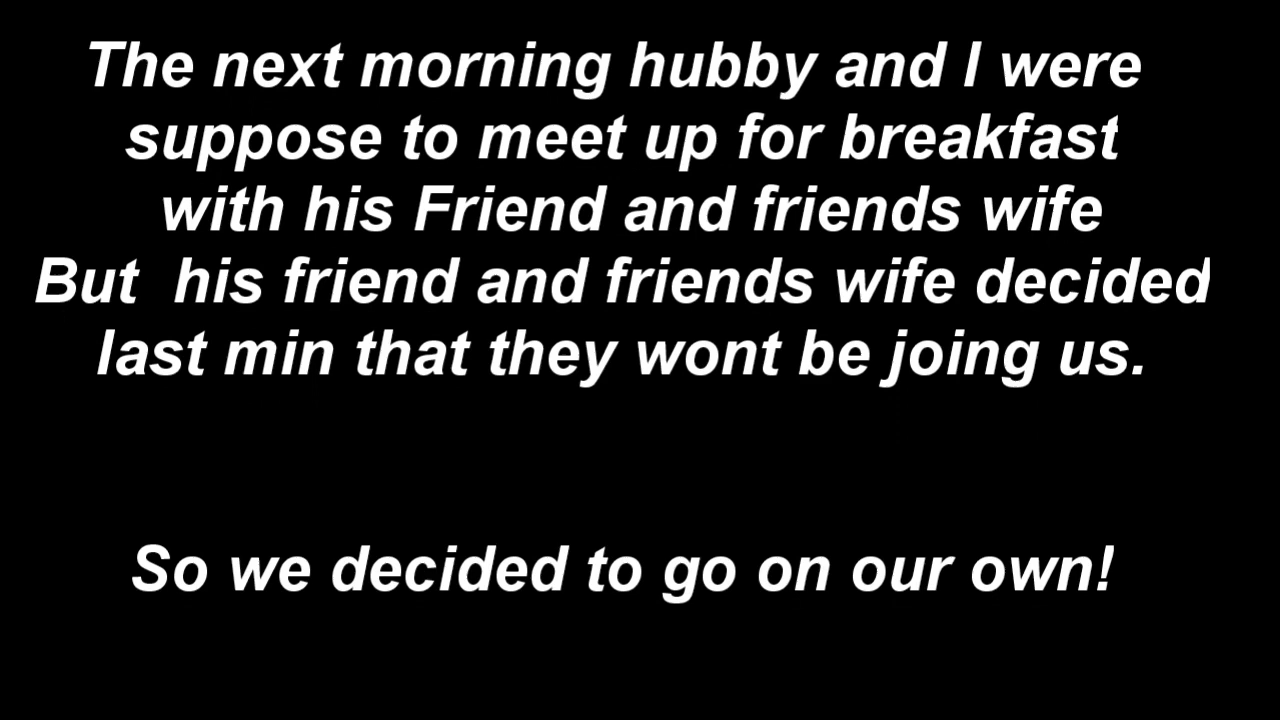 The next morning hubby and I were
suppose to meet up for breakfast
with his Friend and friends wife
But  his friend and friends wife decided
last min that they wont be joing us.
So we decided to go on our own!